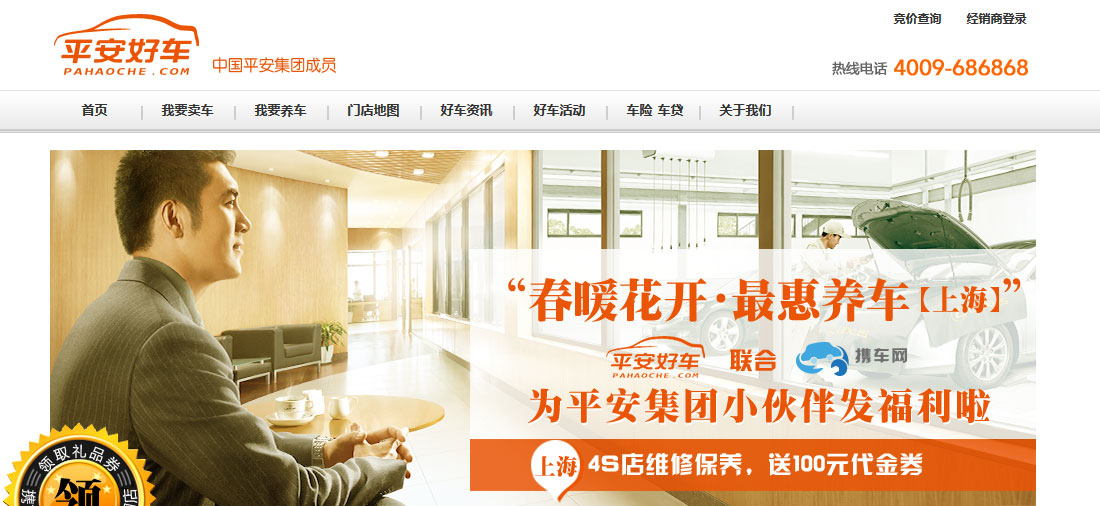 竞价查询 经销商登录
平安好车
PAHAOCHE.COM
中国平安集团成员
热线电话 4009-686868
首页 我要卖车 我要养车 门店地图 好车资讯 好车活动 车险 车贷 关于我们
“春暖花开·最惠养车【上海】”
平安好车
PAHAOCHE.COM
联合
携车网
为平安集团小伙伴发福利啦
上海
4S店维修保养，送100元代金券
领取礼品券
领
店